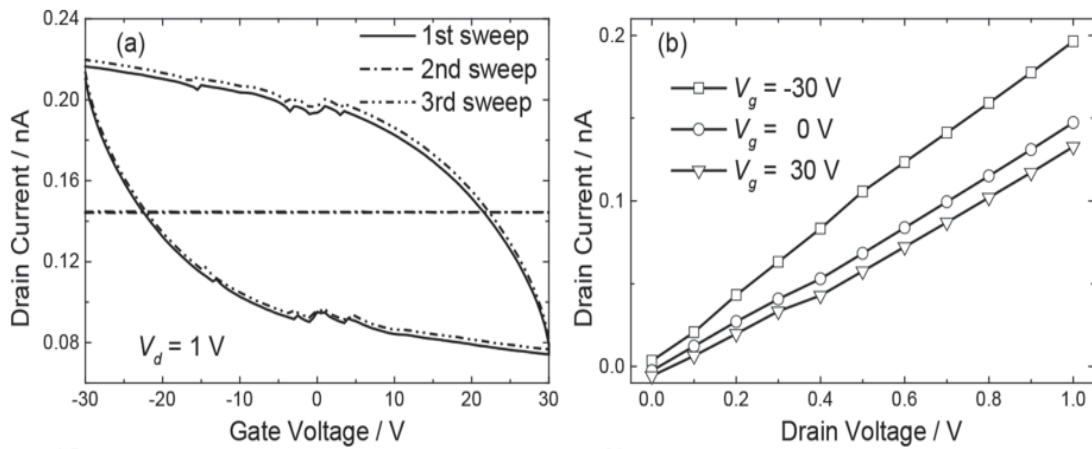 (a)
1st sweep
2nd sweep
3rd sweep
V_d = 1 V
0.24
0.20
0.16
0.12
0.08
-30 -20 -10 0 10 20 30
Drain Current / nA
Gate Voltage / V
(b)
V_g = -30 V
V_g = 0 V
V_g = 30 V
0.2
0.1
0.0
0.0 0.2 0.4 0.6 0.8 1.0
Drain Current / nA
Drain Voltage / V